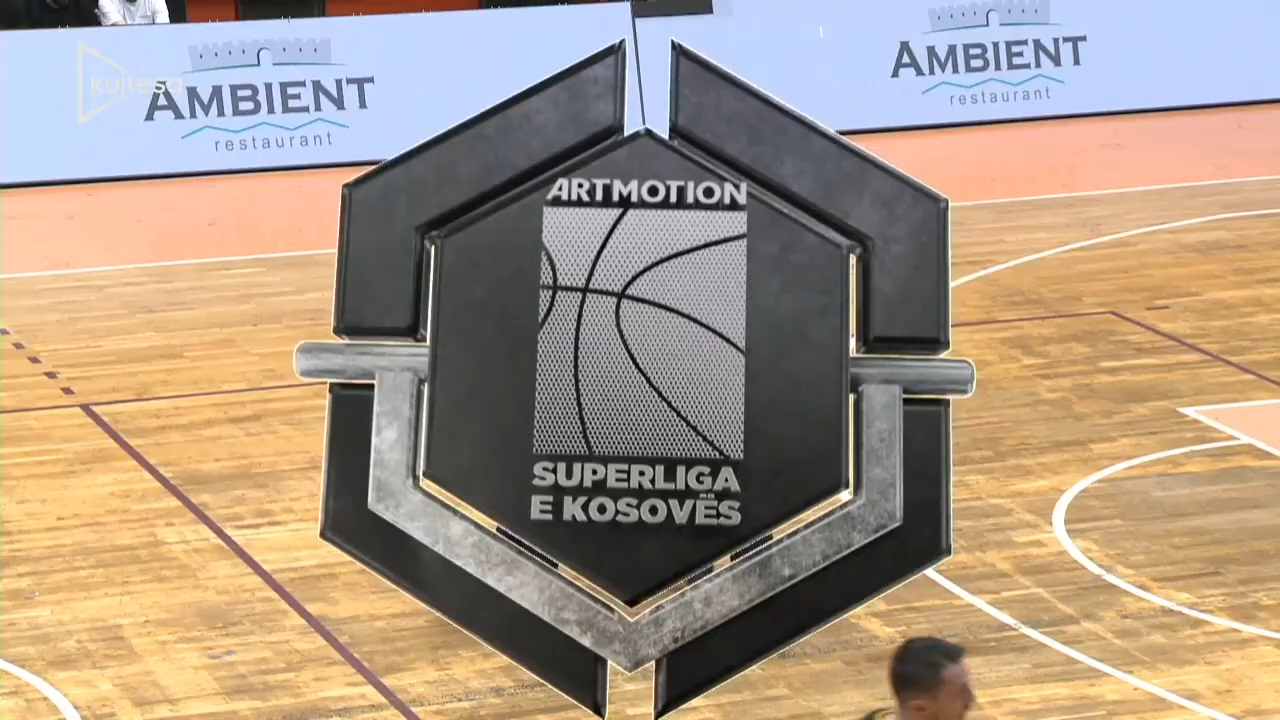 kujtesa
AMBIENT
restaurant
AMBIENT
restaurant
ARTMOTION
SUPERLIGA
E KOSOVËS